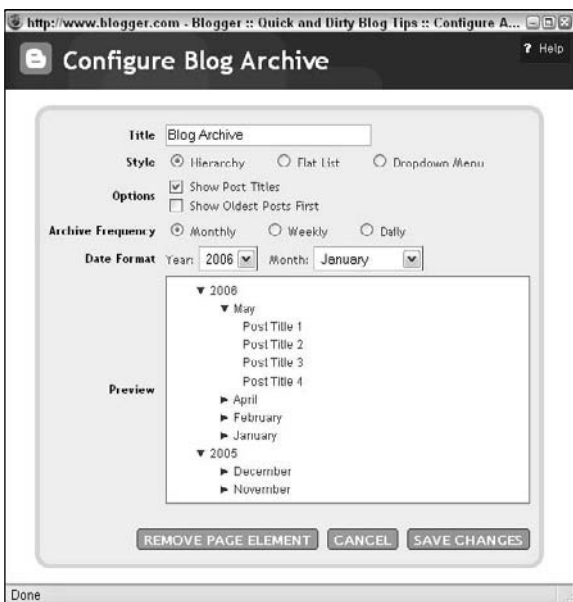 http://www.blogger.com - Blogger :: Quick and Dirty Blog Tips :: Configure A...
? Help
Configure Blog Archive
Title Blog Archive
Style Hierarchy Flat List Dropdown Menu
Options Show Post Titles
Show Oldest Posts First
Archive Frequency Monthly Weekly Daily
Date Format Year: 2006 Month: January
Preview
▼ 2006
▼ May
Post Title 1
Post Title 2
Post Title 3
Post Title 4
► April
► February
► January
▼ 2005
► December
► November
REMOVE PAGE ELEMENT CANCEL SAVE CHANGES
Done